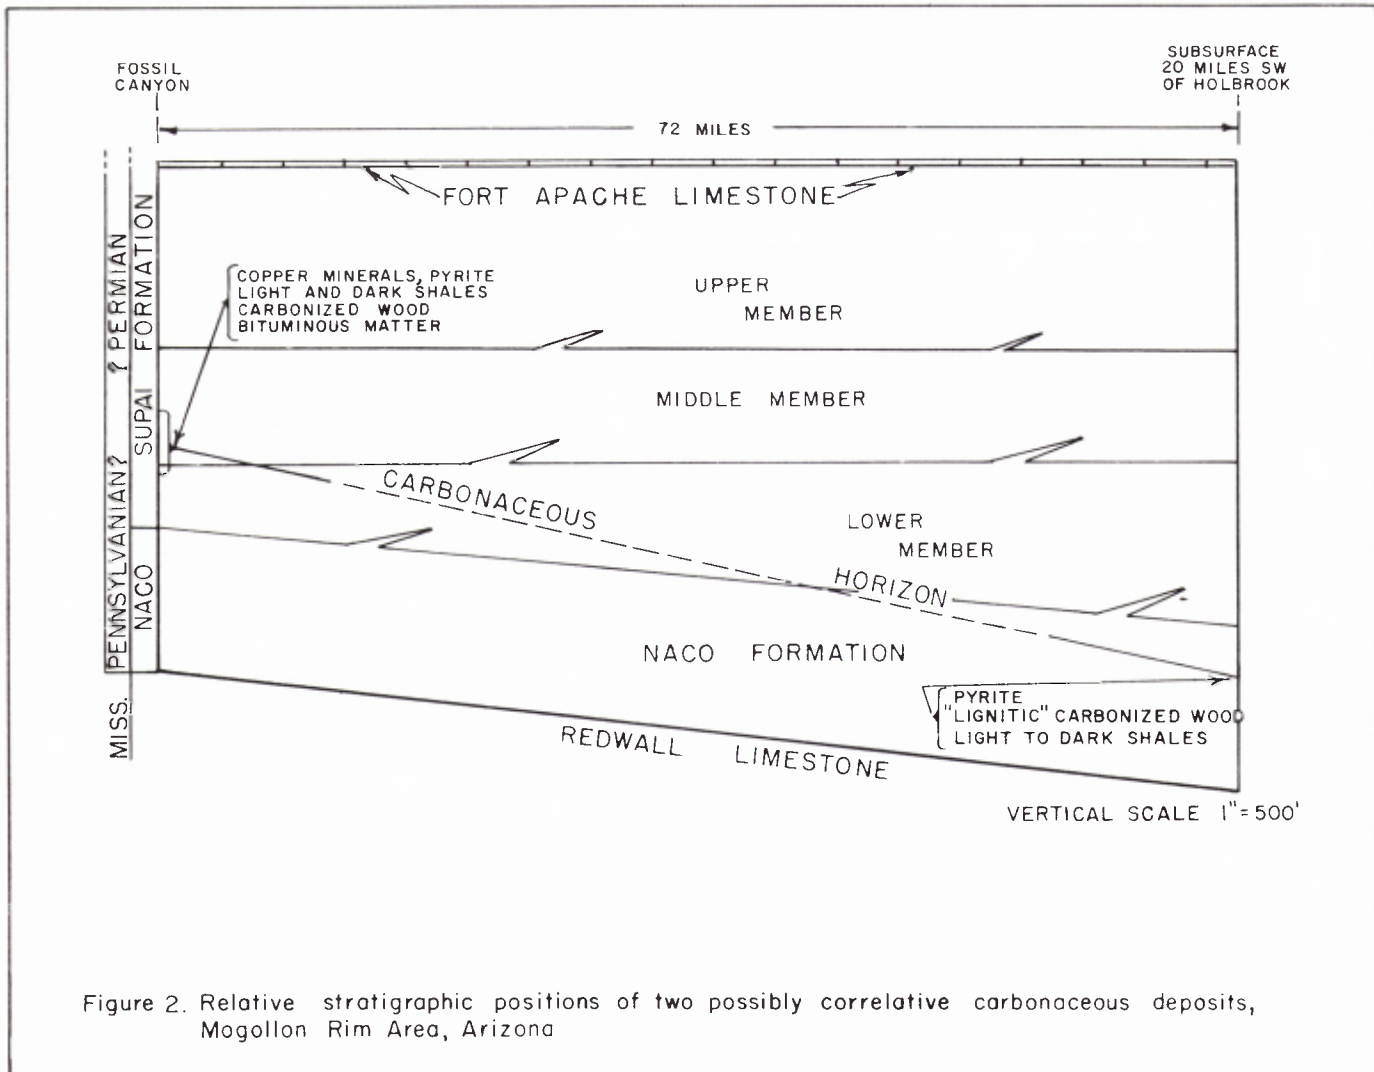 FOSSIL
CANYON
SUBSURFACE
20 MILES SW
OF HOLBROOK
72 MILES
FORT APACHE LIMESTONE
? PERMIAN
FORMATION
SUPAI
PENNSYLVANIAN?
NACO
MISS.
COPPER MINERALS, PYRITE
LIGHT AND DARK SHALES
CARBONIZED WOOD
BITUMINOUS MATTER
UPPER
MEMBER
MIDDLE MEMBER
CARBONACEOUS
HORIZON
LOWER
MEMBER
NACO FORMATION
PYRITE
"LIGNITIC" CARBONIZED WOOD
LIGHT TO DARK SHALES
REDWALL LIMESTONE
VERTICAL SCALE 1"=500'
Figure 2. Relative stratigraphic positions of two possibly correlative carbonaceous deposits,
Mogollon Rim Area, Arizona